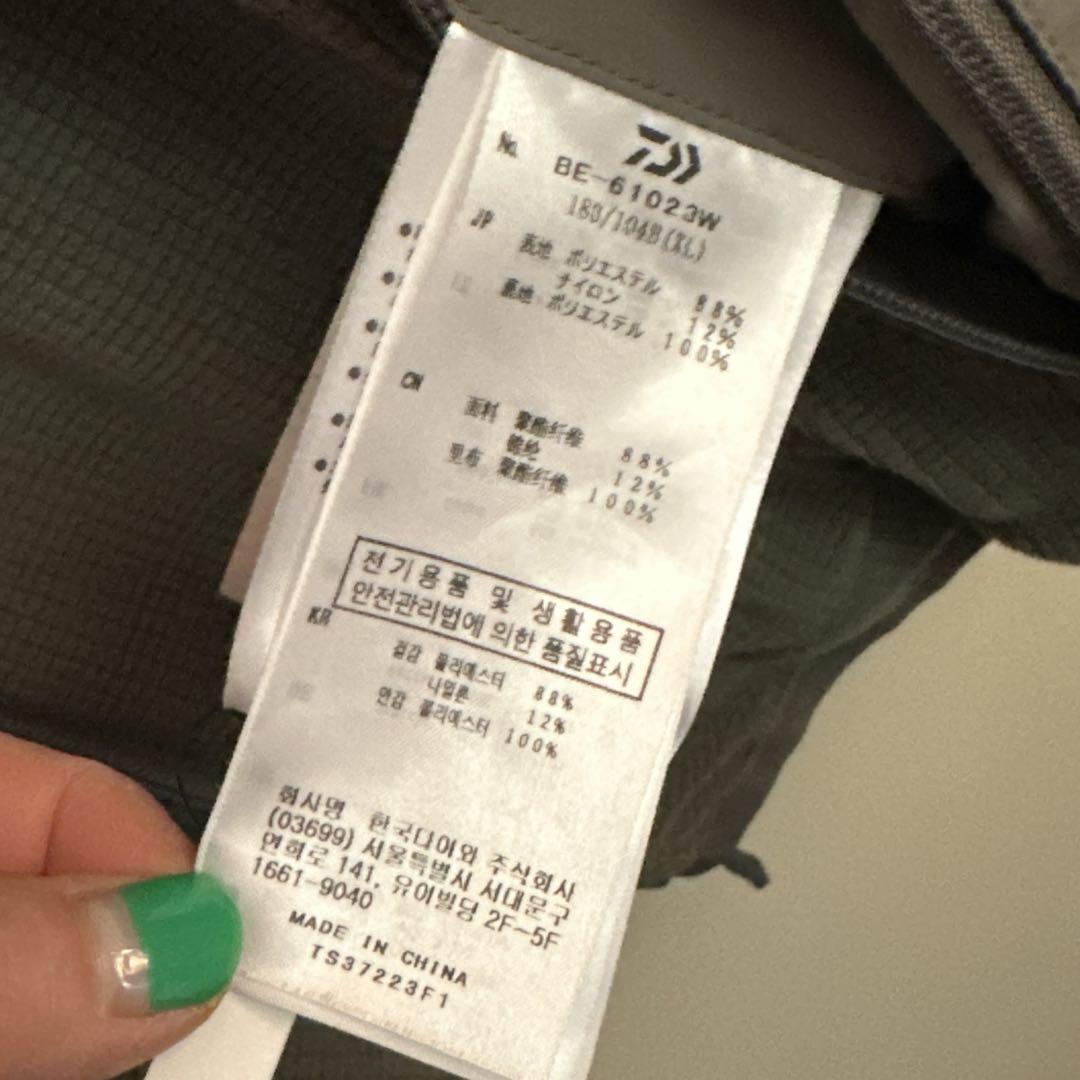 No. BE-61023W
180/104B(XL)
JP
表地 ポリエステル 88%
ナイロン 12%
裏地 ポリエステル 100%
CN
面料 聚酯纤维 88%
锦纶 12%
里布 聚酯纤维 100%
전기용품 및 생활용품
안전관리법에 의한 품질표시
KR
겉감 폴리에스터 88%
나일론 12%
안감 폴리에스터 100%
회사명 한국다이와 주식회사
(03699) 서울특별시 서대문구
연희로 141, 유이빌딩 2F-5F
1661-9040
MADE IN CHINA
TS37223F1